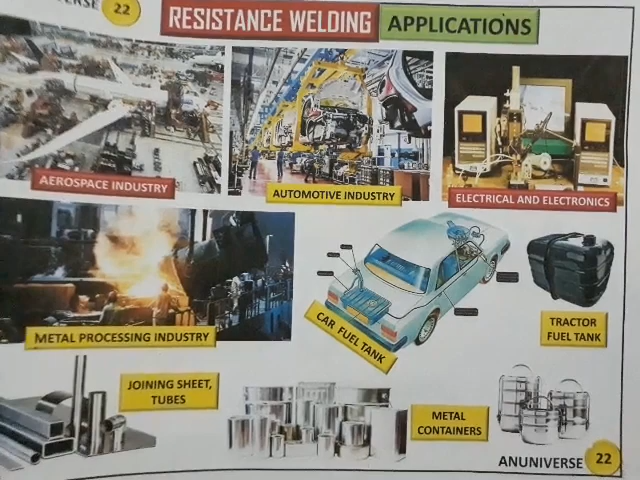 22
RESISTANCE WELDING APPLICATIONS
AEROSPACE INDUSTRY
AUTOMOTIVE INDUSTRY
ELECTRICAL AND ELECTRONICS
METAL PROCESSING INDUSTRY
CAR FUEL TANK
TRACTOR
FUEL TANK
JOINING SHEET,
TUBES
METAL
CONTAINERS
ANUNIVERSE 22